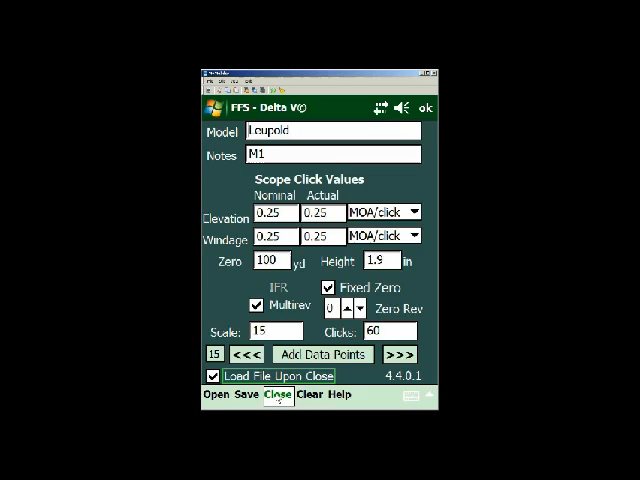 FFS - Delta V© ok
Model Leupold
Notes M1
Scope Click Values
Nominal Actual
Elevation 0.25 0.25 MOA/click
Windage 0.25 0.25 MOA/click
Zero 100 yd Height 1.9 in
IFR Fixed Zero
Multirev 0 Zero Rev
Scale: 15 Clicks: 60
15 <<< Add Data Points >>>
Load File Upon Close 4.4.0.1
Open Save Close Clear Help